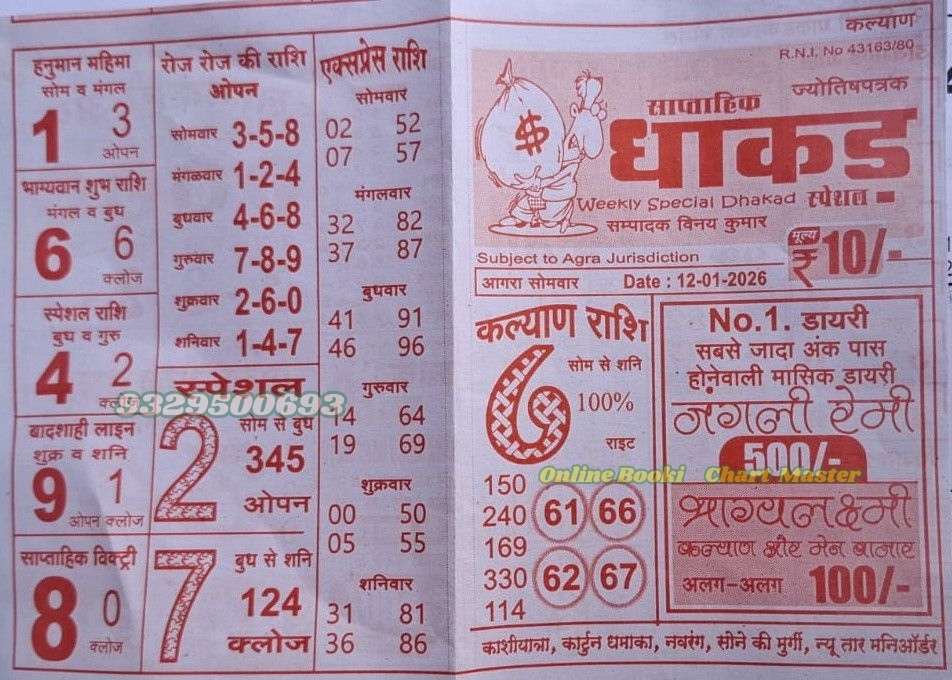 हनुमान महिमा
सोम व मंगल
1 3
ओपन
भाग्यवान शुभ राशि
मंगल व बुध
6 6
क्लोज
स्पेशल राशि
बुध व गुरु
4 2
क्लोज
बादशाही लाइन
शुक्र व शनि
9 1
ओपन क्लोज
साप्ताहिक विक्ट्री
8 0
क्लोज
रोज रोज की राशि
ओपन
सोमवार 3-5-8
मंगळवार 1-2-4
बुधवार 4-6-8
गुरुवार 7-8-9
शुक्रवार 2-6-0
शनिवार 1-4-7
स्पेशल
9329500693
2 सोम से बुध
345
ओपन
7 बुध से शनि
124
क्लोज
एक्सप्रेस राशि
सोमवार
02 52
07 57
मंगलवार
32 82
37 87
बुधवार
41 91
46 96
गुरुवार
14 64
19 69
शुक्रवार
00 50
05 55
शनिवार
31 81
36 86
कल्याण
R.N.I. No 43163/80
साप्ताहिक ज्योतिषपत्रक
धाकड
Weekly Special Dhakad स्पेशल
सम्पादक विनय कुमार
मूल्य ₹ 10/-
Subject to Agra Jurisdiction
आगरा सोमवार Date : 12-01-2026
कल्याण राशि
6 सोम से शनि
100%
राइट
150
240 61 66
169
330 62 67
114
No.1. डायरी
सबसे जादा अंक पास
होनेवाली मासिक डायरी
जंगली रेमी
500/-
Online Booki Chart Master
भाग्यलक्ष्मी
कल्याण और मेन बाजार
अलग-अलग 100/-
काशीयात्रा, कार्टुन धमाका, नवरंग, सोने की मुर्गी, न्यू तार मनिऑर्डर